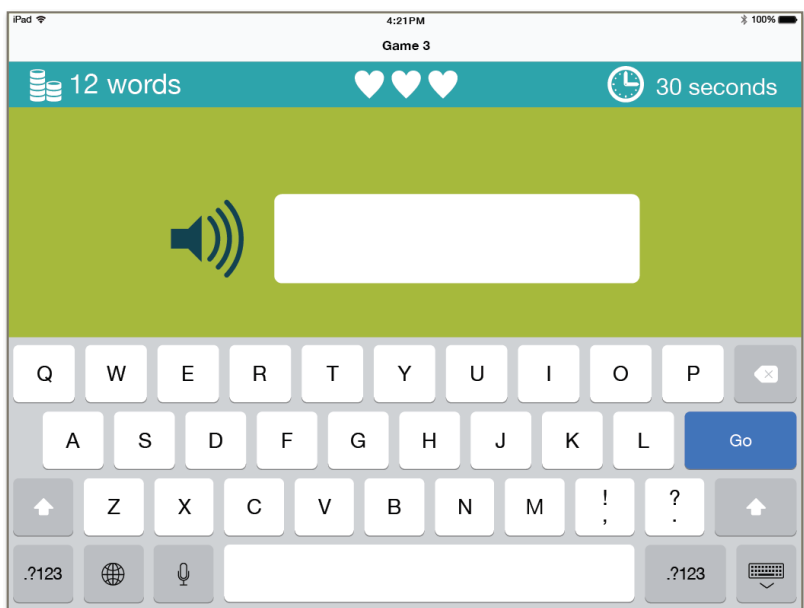 iPad 4:21PM 100%
Game 3
12 words 30 seconds
Q W E R T Y U I O P
A S D F G H J K L Go
Z X C V B N M ! , ? .
.?123 .?123